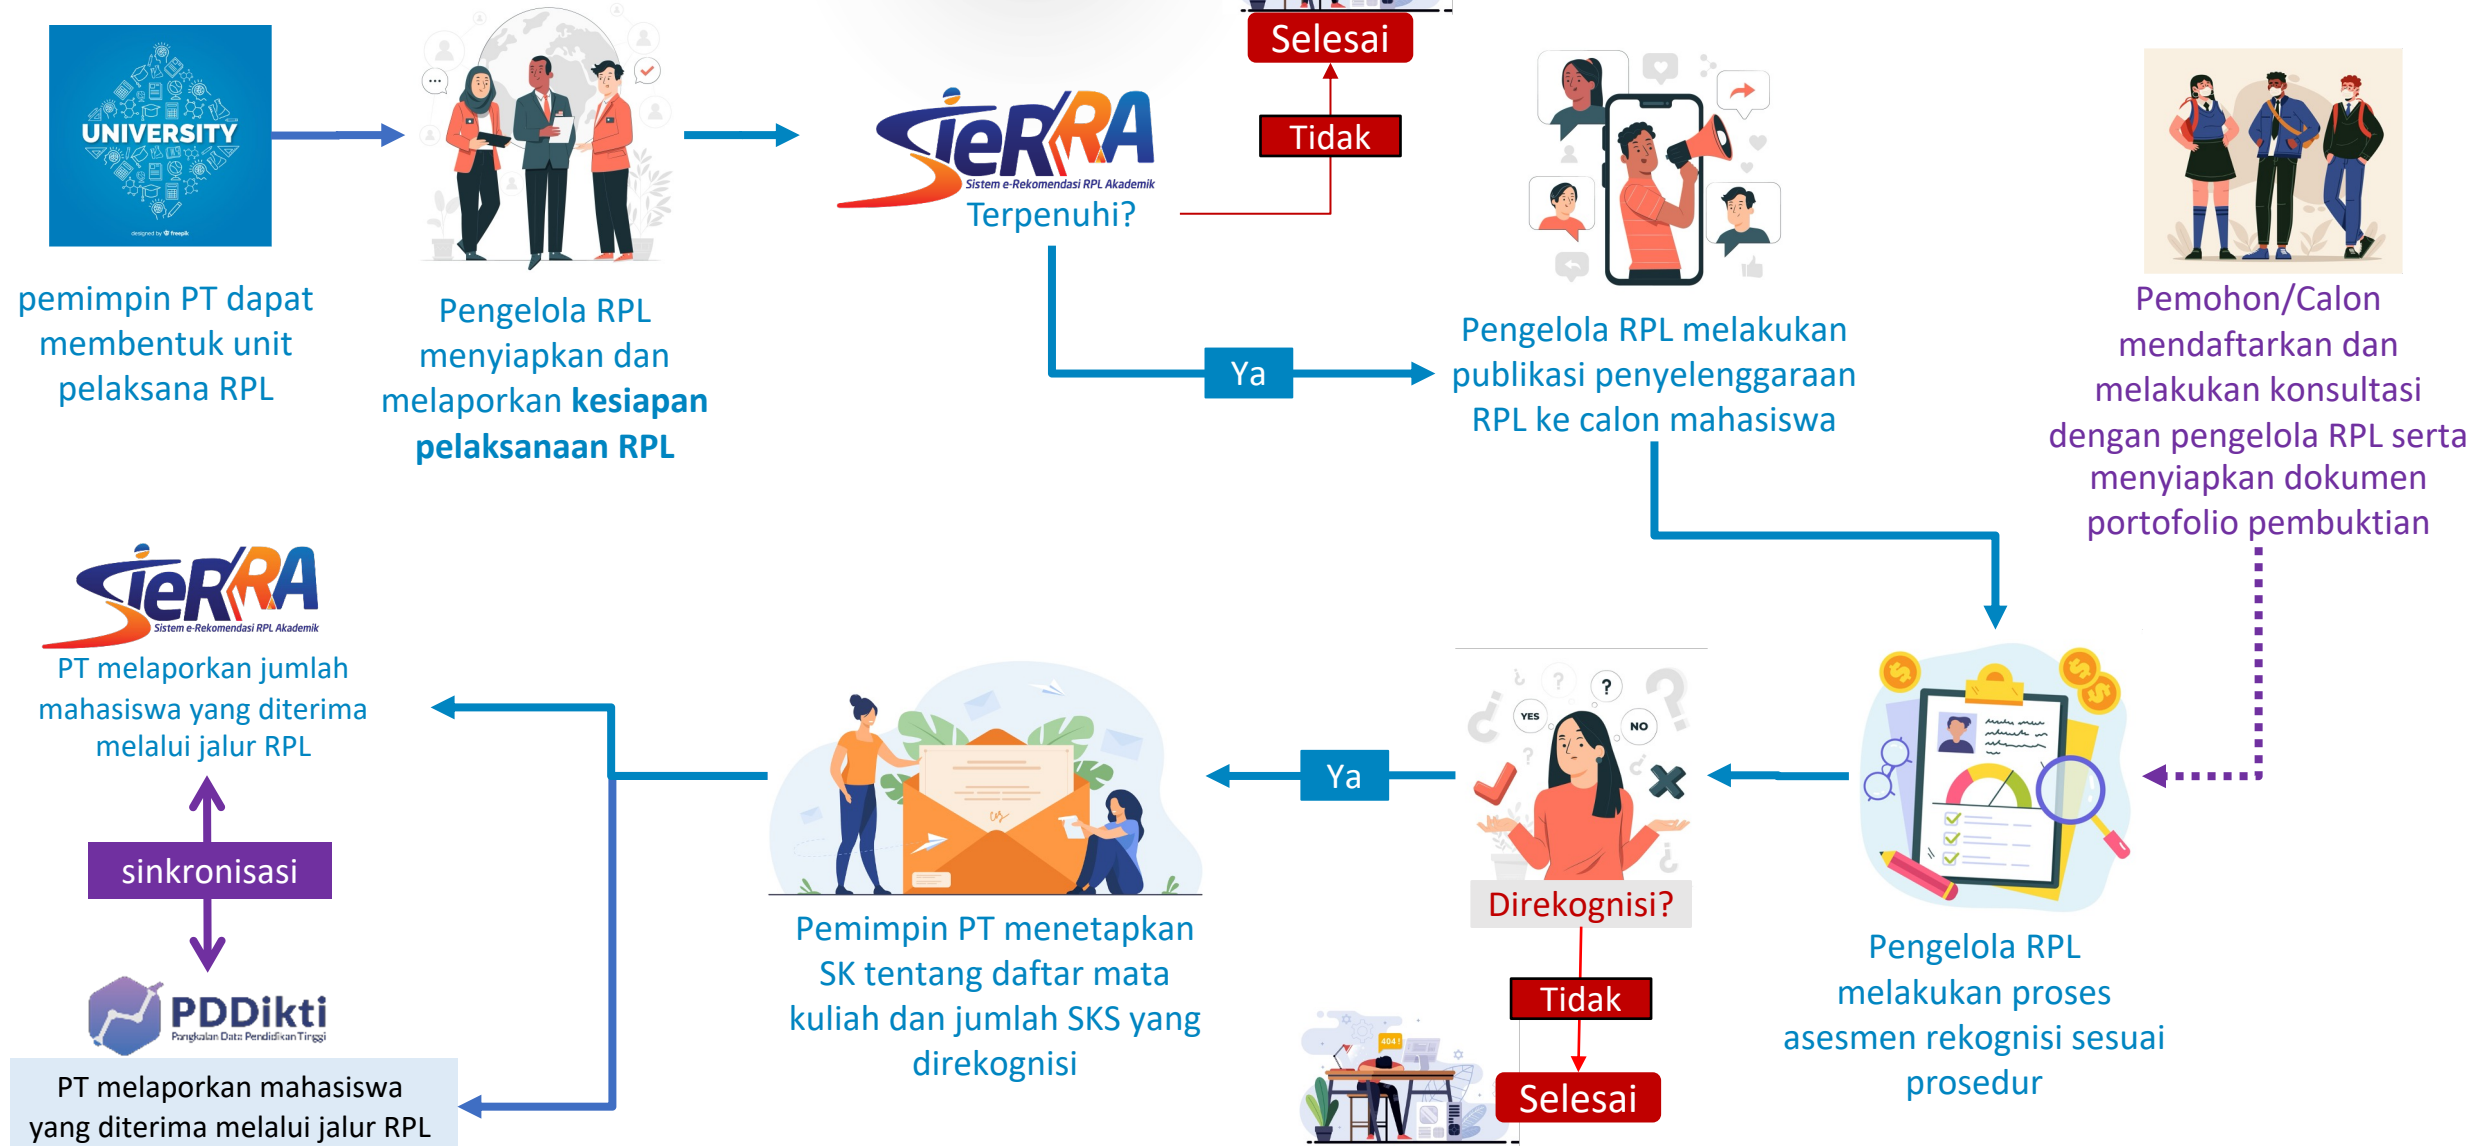 UNIVERSITY
designed by freepik
pemimpin PT dapat
membentuk unit
pelaksana RPL
Pengelola RPL
menyiapkan dan
melaporkan kesiapan
pelaksanaan RPL
SIeRRA
Sistem e-Rekomendasi RPL Akademik
Terpenuhi?
Selesai
Tidak
Ya
Pengelola RPL melakukan
publikasi penyelenggaraan
RPL ke calon mahasiswa
Pemohon/Calon
mendaftarkan dan
melakukan konsultasi
dengan pengelola RPL serta
menyiapkan dokumen
portofolio pembuktian
Pengelola RPL
melakukan proses
asesmen rekognisi sesuai
prosedur
? ? ?
YES
NO
?
Direkognisi?
Tidak
404 !
Selesai
Ya
Pemimpin PT menetapkan
SK tentang daftar mata
kuliah dan jumlah SKS yang
direkognisi
SIeRRA
Sistem e-Rekomendasi RPL Akademik
PT melaporkan jumlah
mahasiswa yang diterima
melalui jalur RPL
sinkronisasi
PDDikti
Pangkalan Data Pendidikan Tinggi
PT melaporkan mahasiswa
yang diterima melalui jalur RPL